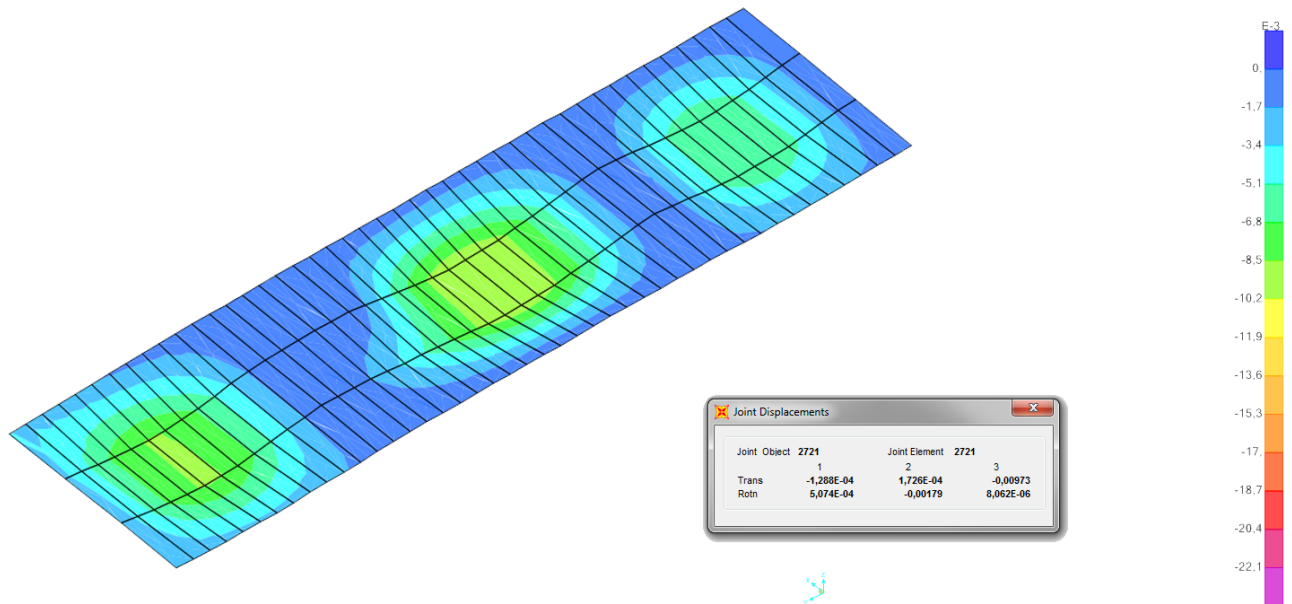 E-3
0,
-1,7
-3,4
-5,1
-6,8
-8,5
-10,2
-11,9
-13,6
-15,3
-17,
-18,7
-20,4
-22,1
Joint Displacements
Joint Object 2721 Joint Element 2721
1 2 3
Trans -1,288E-04 1,726E-04 -0,00973
Rotn 5,074E-04 -0,00179 8,062E-06